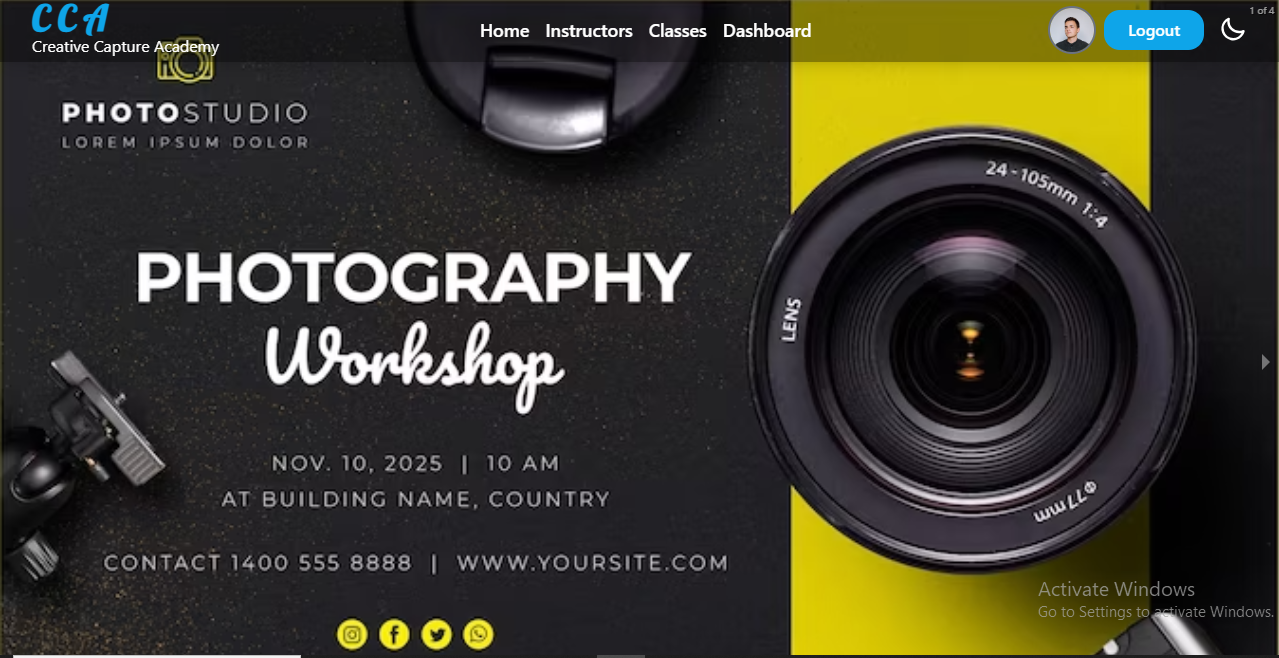 CCA
Creative Capture Academy
Home Instructors Classes Dashboard
Logout
1 of 4
PHOTOSTUDIO
LOREM IPSUM DOLOR
PHOTOGRAPHY
Workshop
NOV. 10, 2025 | 10 AM
AT BUILDING NAME, COUNTRY
CONTACT 1400 555 8888 | WWW.YOURSITE.COM
24-105mm 1:4
LENS
Φ77mm
Activate Windows
Go to Settings to activate Windows.